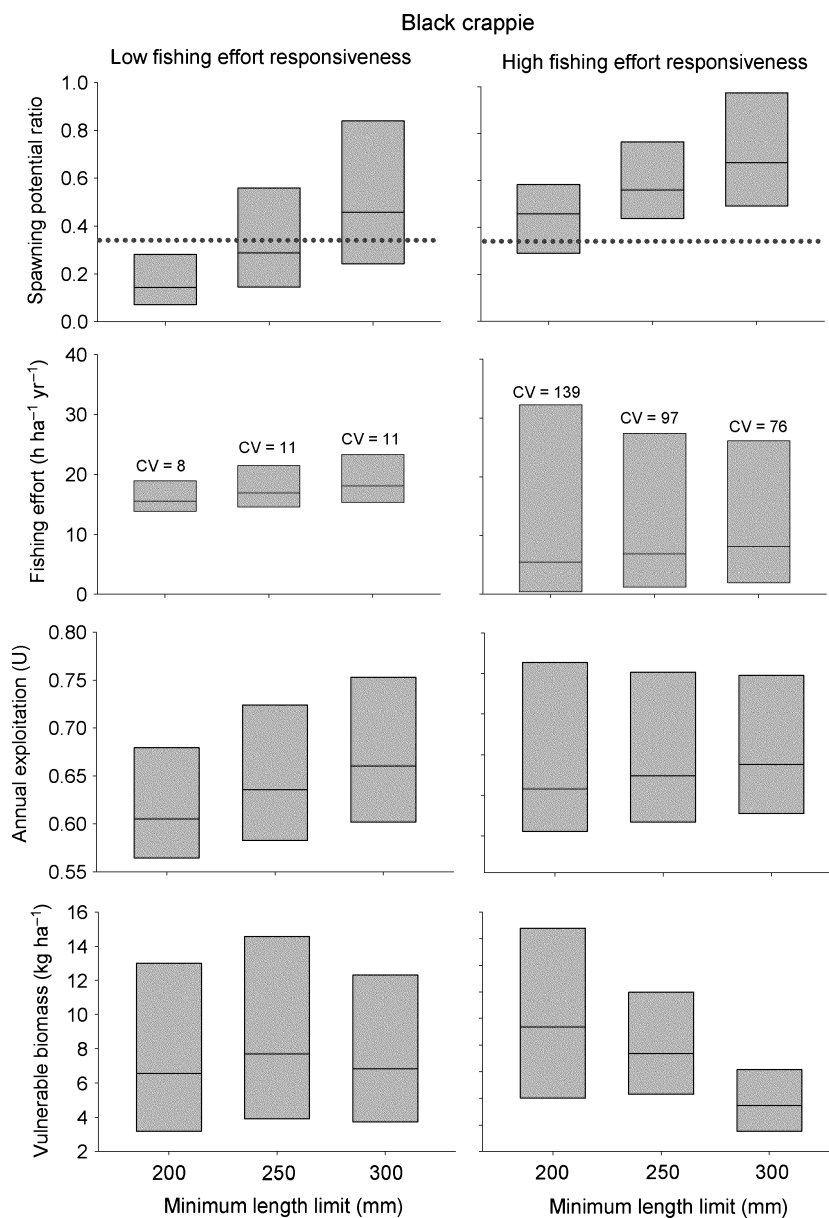 Black crappie
Low fishing effort responsiveness
High fishing effort responsiveness
Spawning potential ratio
1.0
0.8
0.6
0.4
0.2
0.0
Fishing effort (h ha⁻¹ yr⁻¹)
40
30
20
10
0
CV = 8
CV = 11
CV = 11
CV = 139
CV = 97
CV = 76
Annual exploitation (U)
0.80
0.75
0.70
0.65
0.60
0.55
Vulnerable biomass (kg ha⁻¹)
16
14
12
10
8
6
4
2
200 250 300
200 250 300
Minimum length limit (mm)
Minimum length limit (mm)